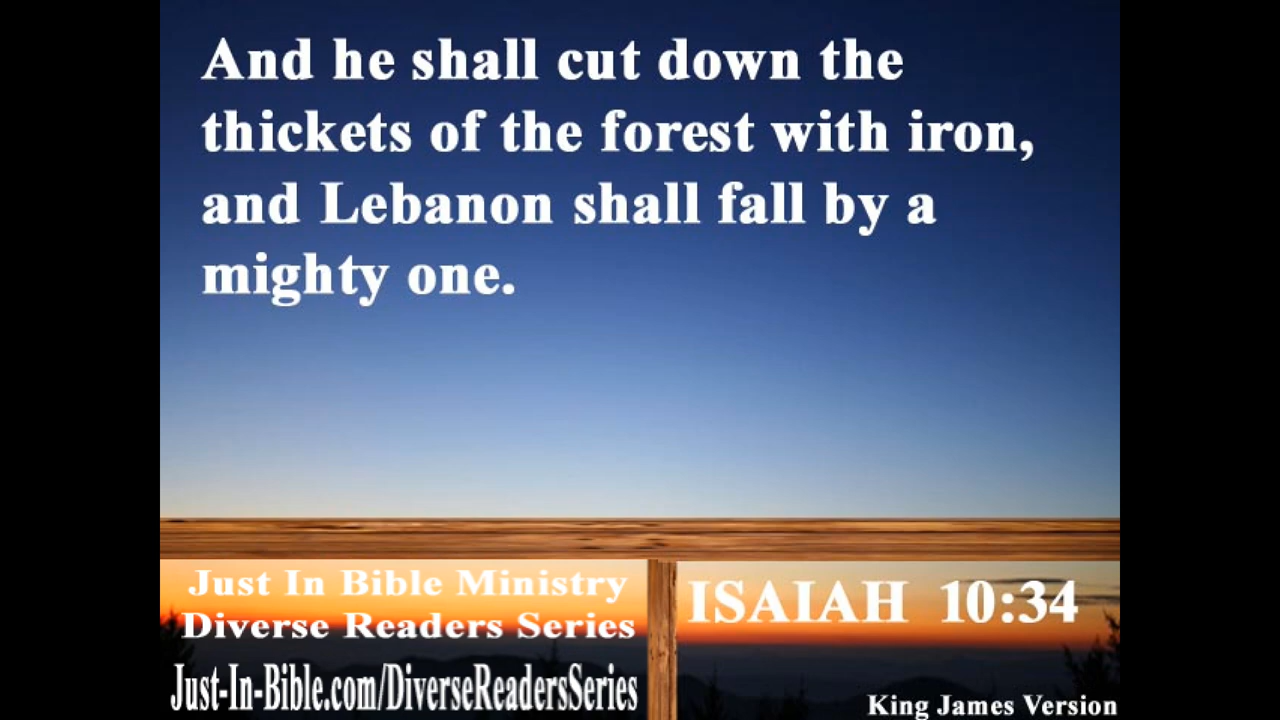 And he shall cut down the
thickets of the forest with iron,
and Lebanon shall fall by a
mighty one.
Just In Bible Ministry
Diverse Readers Series
Just-In-Bible.com/DiverseReadersSeries
ISAIAH 10:34
King James Version